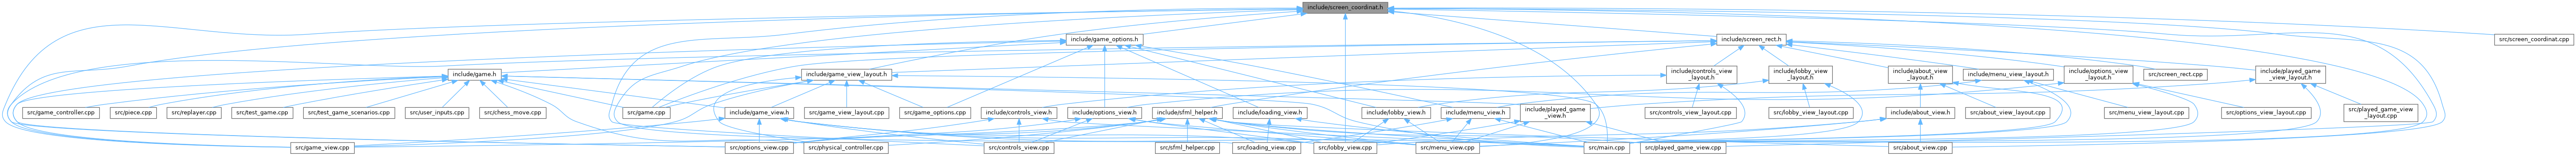 include/screen_coordinat.h
include/game_options.h
include/screen_rect.h
src/screen_coordinat.cpp
include/game.h
include/game_view_layout.h
include/controls_view
_layout.h
include/lobby_view
_layout.h
include/about_view
_layout.h
include/menu_view_layout.h
include/options_view
_layout.h
src/screen_rect.cpp
include/played_game
_view_layout.h
src/game_controller.cpp
src/piece.cpp
src/replayer.cpp
src/test_game.cpp
src/test_game_scenarios.cpp
src/user_inputs.cpp
src/chess_move.cpp
src/game.cpp
include/game_view.h
src/game_view_layout.cpp
src/game_options.cpp
include/controls_view.h
include/options_view.h
include/sfml_helper.h
include/loading_view.h
include/lobby_view.h
include/menu_view.h
include/played_game
_view.h
src/controls_view_layout.cpp
src/lobby_view_layout.cpp
include/about_view.h
src/about_view_layout.cpp
src/menu_view_layout.cpp
src/options_view_layout.cpp
src/played_game_view
_layout.cpp
src/game_view.cpp
src/options_view.cpp
src/physical_controller.cpp
src/controls_view.cpp
src/sfml_helper.cpp
src/loading_view.cpp
src/lobby_view.cpp
src/menu_view.cpp
src/main.cpp
src/played_game_view.cpp
src/about_view.cpp